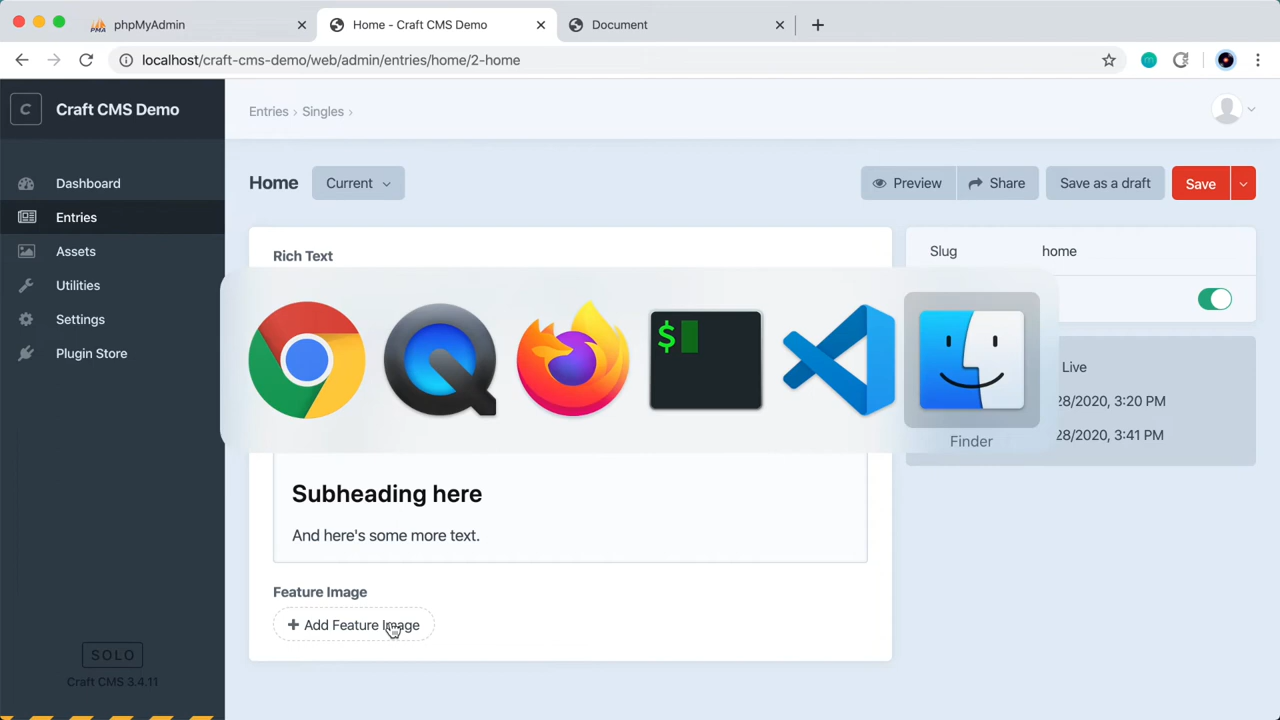 phpMyAdmin
Home - Craft CMS Demo
Document
localhost/craft-cms-demo/web/admin/entries/home/2-home
C
Craft CMS Demo
Entries
Singles
Dashboard
Entries
Assets
Utilities
Settings
Plugin Store
Home
Current
Preview
Share
Save as a draft
Save
Rich Text
Slug
home
$
Finder
Live
28/2020, 3:20 PM
28/2020, 3:41 PM
Subheading here
And here's some more text.
Feature Image
+ Add Feature Image
SOLO
Craft CMS 3.4.11